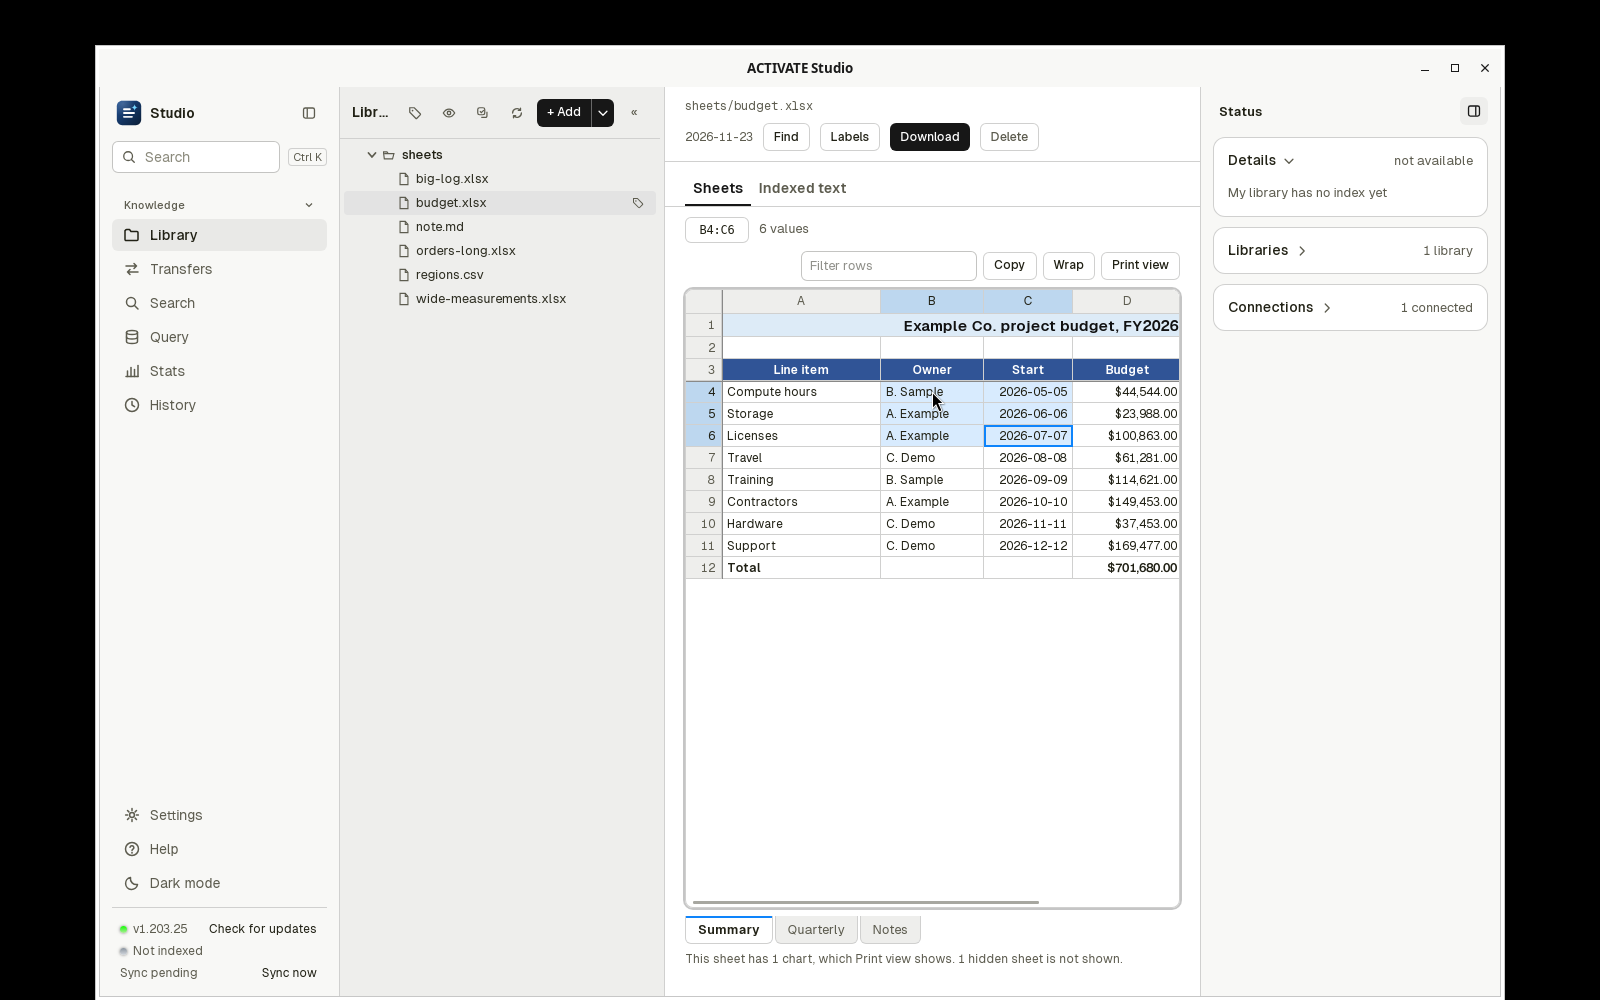 ACTIVATE Studio
Studio
Search
Ctrl K
Knowledge
Library
Transfers
Search
Query
Stats
History
Settings
Help
Dark mode
v1.203.25
Check for updates
Not indexed
Sync pending
Sync now
Libr...
+ Add
«
sheets
big-log.xlsx
budget.xlsx
note.md
orders-long.xlsx
regions.csv
wide-measurements.xlsx
sheets/budget.xlsx
2026-11-23
Find
Labels
Download
Delete
Sheets
Indexed text
B4:C6
6 values
Filter rows
Copy
Wrap
Print view
A B C D
1 Example Co. project budget, FY2026
2
3 Line item Owner Start Budget
4 Compute hours B. Sample 2026-05-05 $44,544.00
5 Storage A. Example 2026-06-06 $23,988.00
6 Licenses A. Example 2026-07-07 $100,863.00
7 Travel C. Demo 2026-08-08 $61,281.00
8 Training B. Sample 2026-09-09 $114,621.00
9 Contractors A. Example 2026-10-10 $149,453.00
10 Hardware C. Demo 2026-11-11 $37,453.00
11 Support C. Demo 2026-12-12 $169,477.00
12 Total $701,680.00
Summary
Quarterly
Notes
This sheet has 1 chart, which Print view shows. 1 hidden sheet is not shown.
Status
Details
not available
My library has no index yet
Libraries
1 library
Connections
1 connected